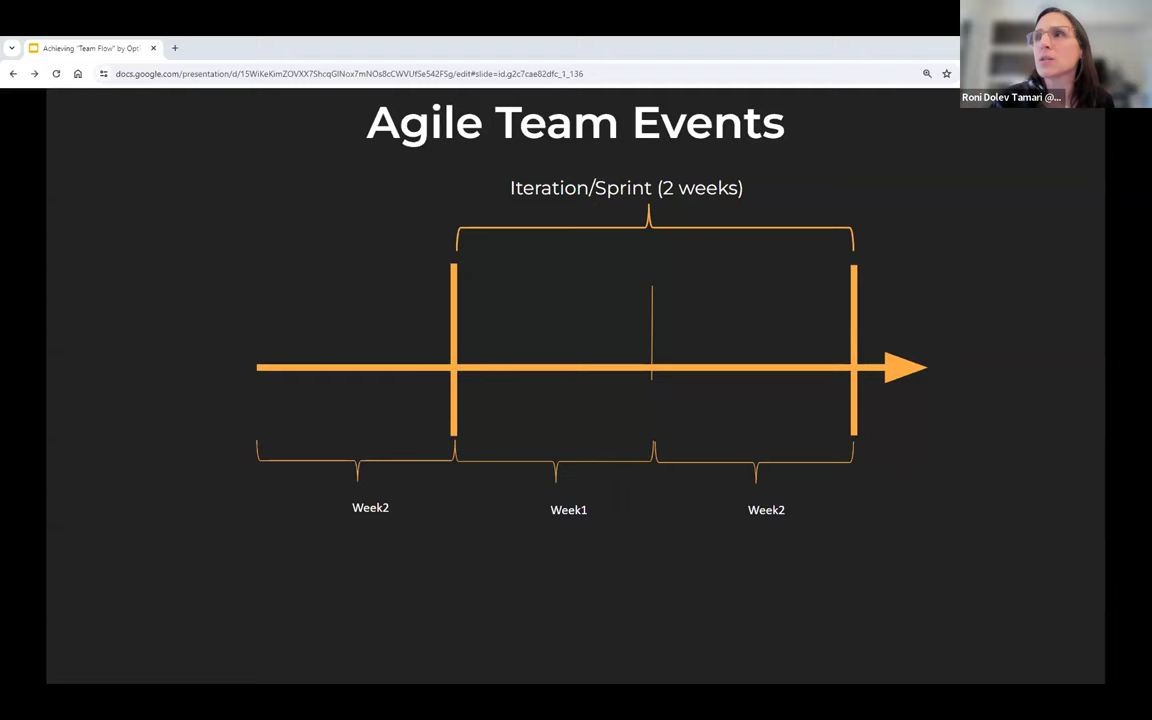 Achieving "Team Flow" by Opt
docs.google.com/presentation/d/15WiKeKimZOVXX7ShcqGlNox7mNOs8cCWVUfSe542FSg/edit#slide=id.g2c7cae82dfc_1_136
Roni Dolev Tamari @...
Agile Team Events
Iteration/Sprint (2 weeks)
Week2
Week1
Week2